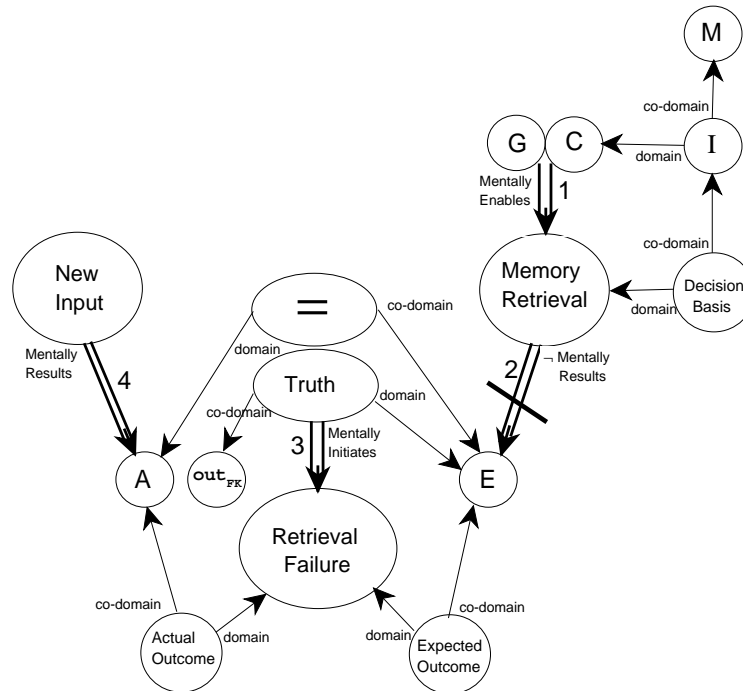 M
co-domain
G
C
I
domain
Mentally
Enables
1
co-domain
New
Input
Memory
Retrieval
Decision
Basis
domain
=
co-domain
domain
Mentally
Results
4
2
¬ Mentally
Results
Truth
domain
co-domain
3
Mentally
Initiates
A
out_FK
E
Retrieval
Failure
co-domain
co-domain
Actual
Outcome
domain
domain
Expected
Outcome